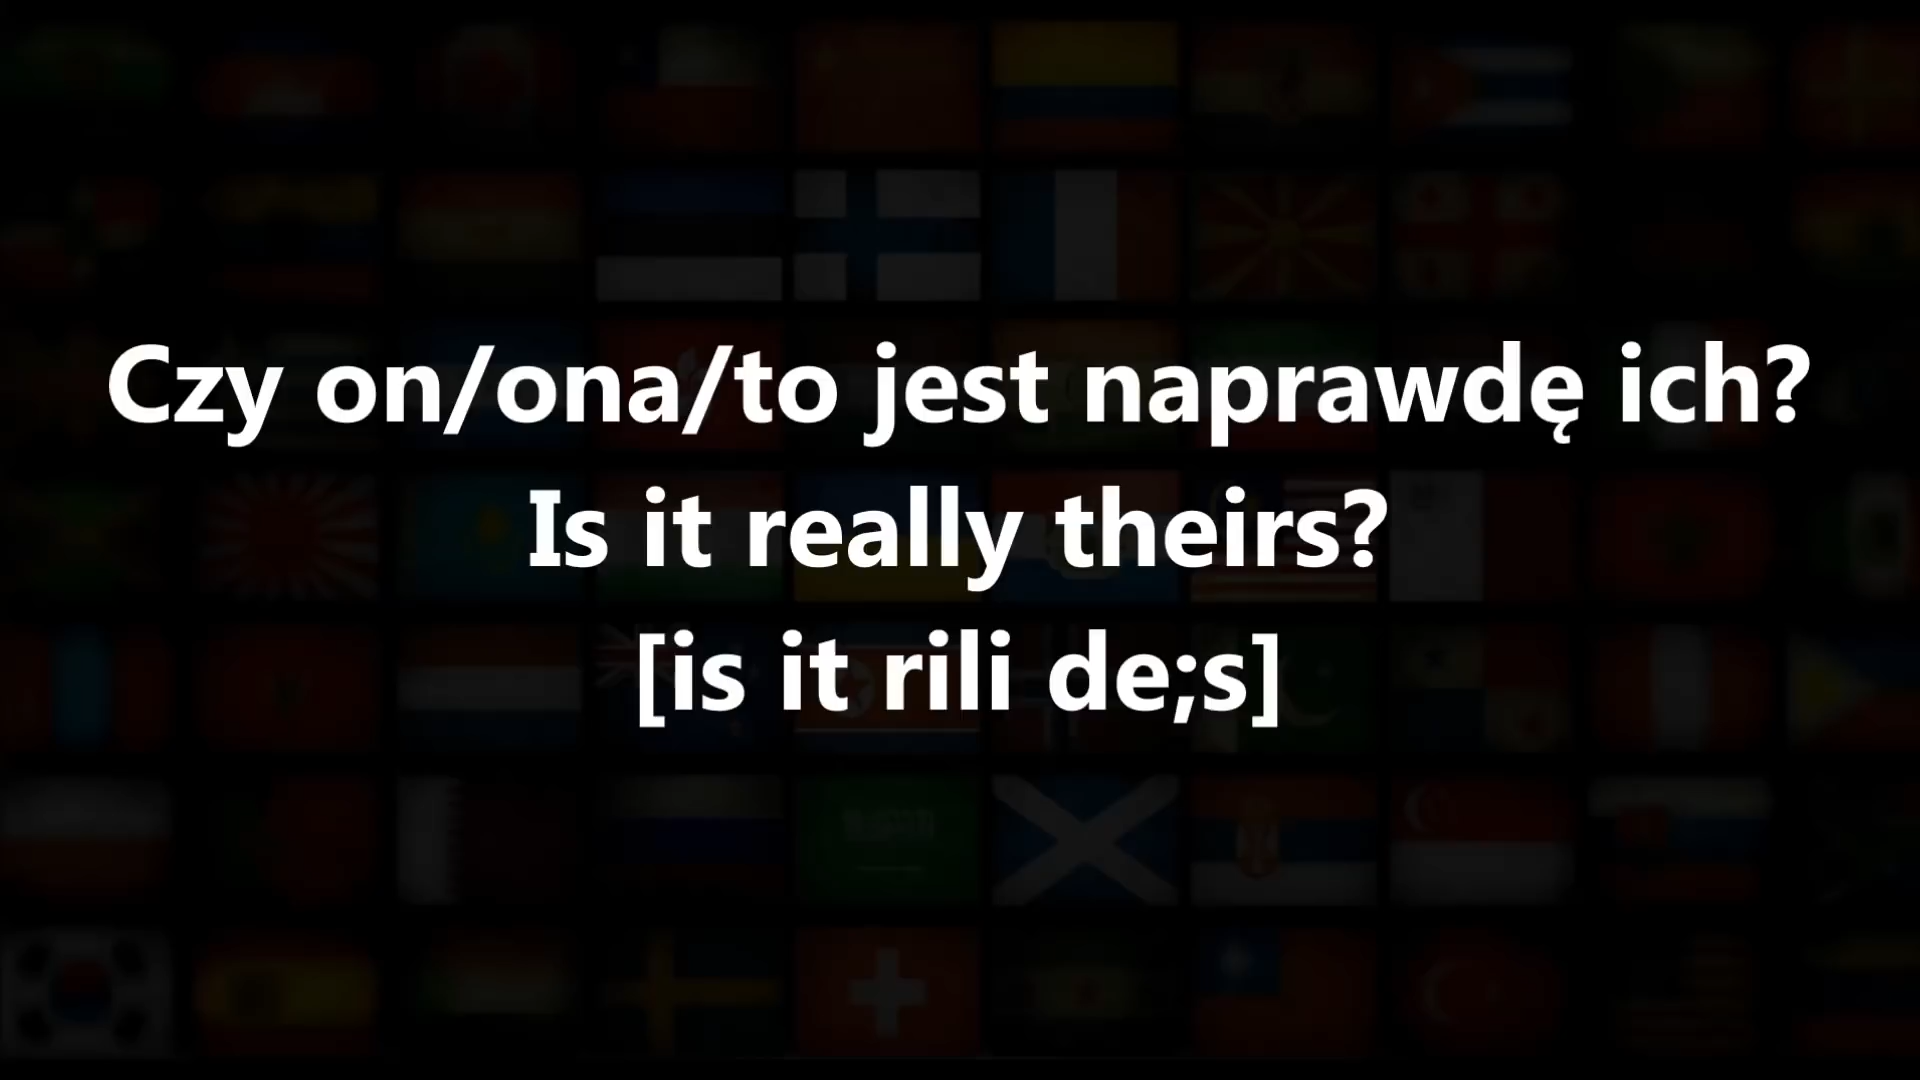 Czy on/ona/to jest naprawdę ich?
Is it really theirs?
[is it rili de;s]